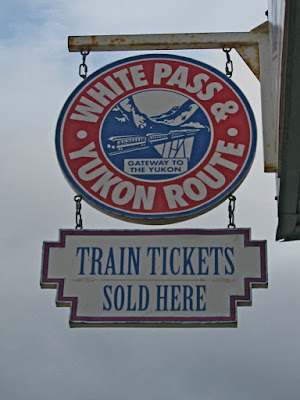 WHITE PASS &
YUKON ROUTE
GATEWAY TO
THE YUKON
TRAIN TICKETS
SOLD HERE